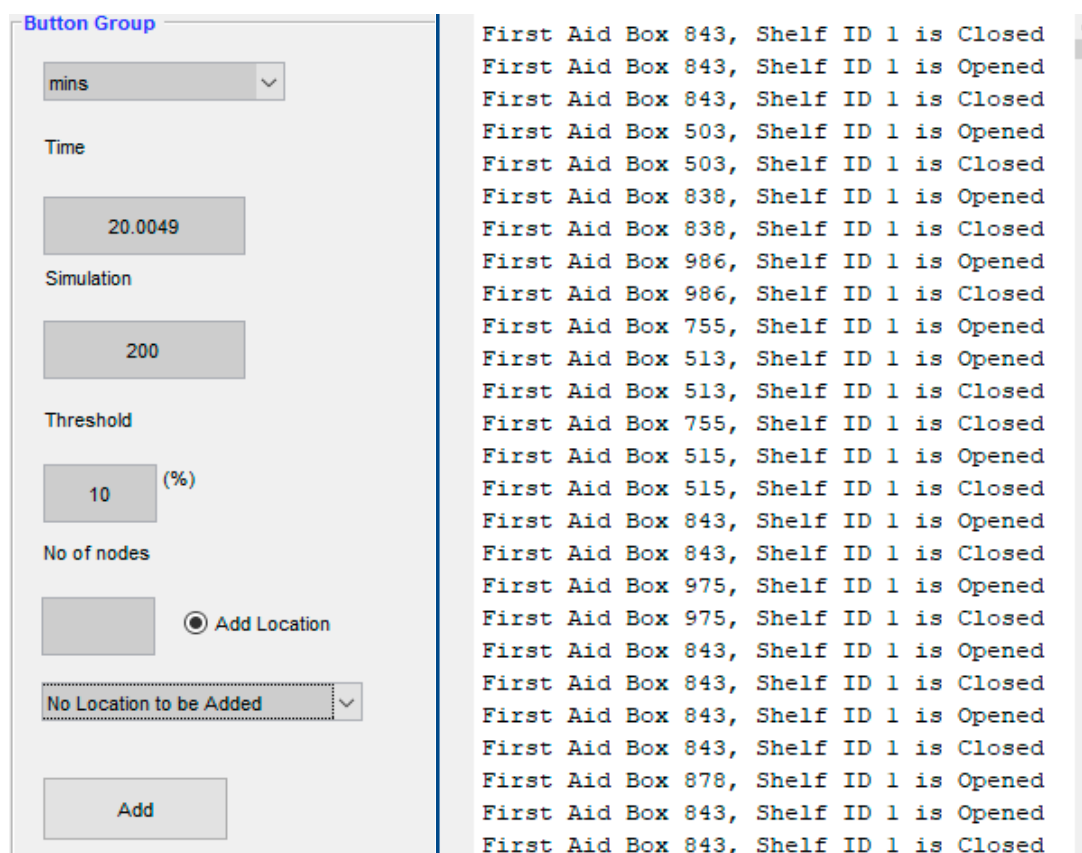 Button Group
mins
Time
20.0049
Simulation
200
Threshold
10
(%)
No of nodes
Add Location
No Location to be Added
Add
First Aid Box 843, Shelf ID 1 is Closed
First Aid Box 843, Shelf ID 1 is Opened
First Aid Box 843, Shelf ID 1 is Closed
First Aid Box 503, Shelf ID 1 is Opened
First Aid Box 503, Shelf ID 1 is Closed
First Aid Box 838, Shelf ID 1 is Opened
First Aid Box 838, Shelf ID 1 is Closed
First Aid Box 986, Shelf ID 1 is Opened
First Aid Box 986, Shelf ID 1 is Closed
First Aid Box 755, Shelf ID 1 is Opened
First Aid Box 513, Shelf ID 1 is Opened
First Aid Box 513, Shelf ID 1 is Closed
First Aid Box 755, Shelf ID 1 is Closed
First Aid Box 515, Shelf ID 1 is Opened
First Aid Box 515, Shelf ID 1 is Closed
First Aid Box 843, Shelf ID 1 is Opened
First Aid Box 843, Shelf ID 1 is Closed
First Aid Box 975, Shelf ID 1 is Opened
First Aid Box 975, Shelf ID 1 is Closed
First Aid Box 843, Shelf ID 1 is Opened
First Aid Box 843, Shelf ID 1 is Closed
First Aid Box 843, Shelf ID 1 is Opened
First Aid Box 843, Shelf ID 1 is Closed
First Aid Box 878, Shelf ID 1 is Opened
First Aid Box 843, Shelf ID 1 is Opened
First Aid Box 843, Shelf ID 1 is Closed